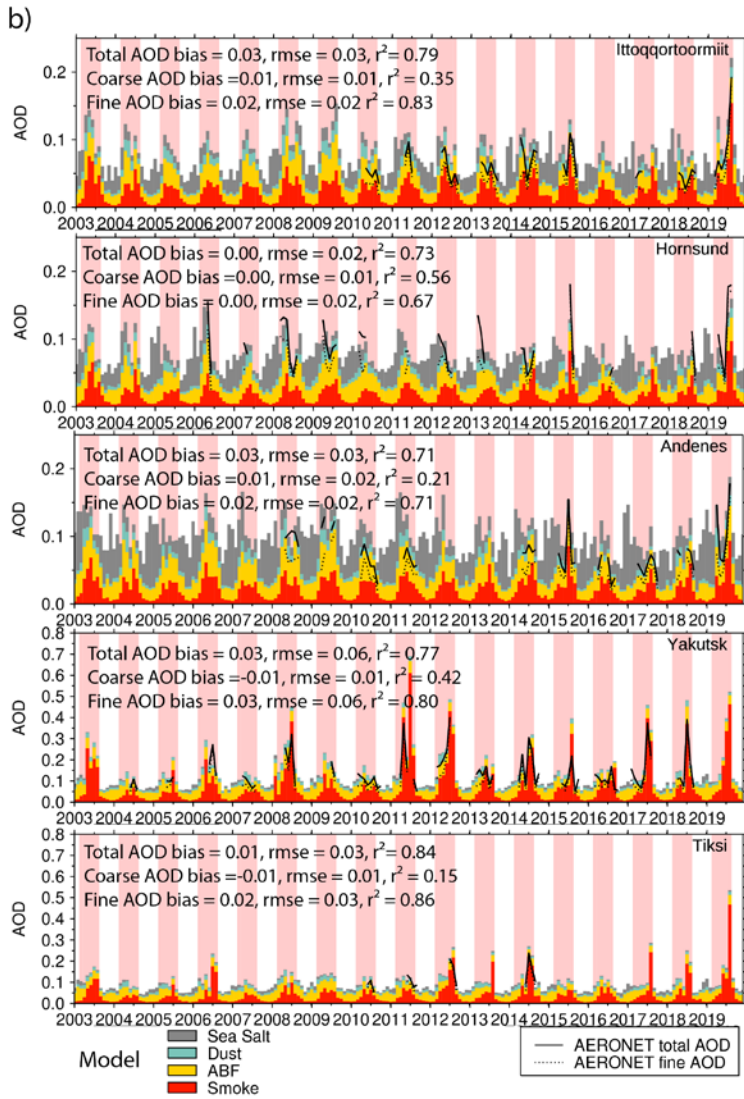 b)
Ittoqqortoormiit
Total AOD bias = 0.03, rmse = 0.03, r² = 0.79
Coarse AOD bias =0.01, rmse = 0.01, r² = 0.35
Fine AOD bias = 0.02, rmse = 0.02 r² = 0.83
AOD
0.2
0.1
0.0
2003 2004 2005 2006 2007 2008 2009 2010 2011 2012 2013 2014 2015 2016 2017 2018 2019
Hornsund
Total AOD bias = 0.00, rmse = 0.02, r² = 0.73
Coarse AOD bias =0.00, rmse = 0.01, r² = 0.56
Fine AOD bias = 0.00, rmse = 0.02, r² = 0.67
AOD
0.2
0.1
0.0
2003 2004 2005 2006 2007 2008 2009 2010 2011 2012 2013 2014 2015 2016 2017 2018 2019
Andenes
Total AOD bias = 0.03, rmse = 0.03, r² = 0.71
Coarse AOD bias =0.01, rmse = 0.02, r² = 0.21
Fine AOD bias = 0.02, rmse = 0.02, r² = 0.71
AOD
0.2
0.1
0.0
2003 2004 2005 2006 2007 2008 2009 2010 2011 2012 2013 2014 2015 2016 2017 2018 2019
Yakutsk
Total AOD bias = 0.03, rmse = 0.06, r² = 0.77
Coarse AOD bias =-0.01, rmse = 0.01, r² = 0.42
Fine AOD bias = 0.03, rmse = 0.06, r² = 0.80
AOD
0.8
0.7
0.6
0.5
0.4
0.3
0.2
0.1
0.0
2003 2004 2005 2006 2007 2008 2009 2010 2011 2012 2013 2014 2015 2016 2017 2018 2019
Tiksi
Total AOD bias = 0.01, rmse = 0.03, r² = 0.84
Coarse AOD bias =-0.01, rmse = 0.01, r² = 0.15
Fine AOD bias = 0.02, rmse = 0.03, r² = 0.86
AOD
0.8
0.7
0.6
0.5
0.4
0.3
0.2
0.1
0.0
2003 2004 2005 2006 2007 2008 2009 2010 2011 2012 2013 2014 2015 2016 2017 2018 2019
Model
Sea Salt
Dust
ABF
Smoke
AERONET total AOD
AERONET fine AOD